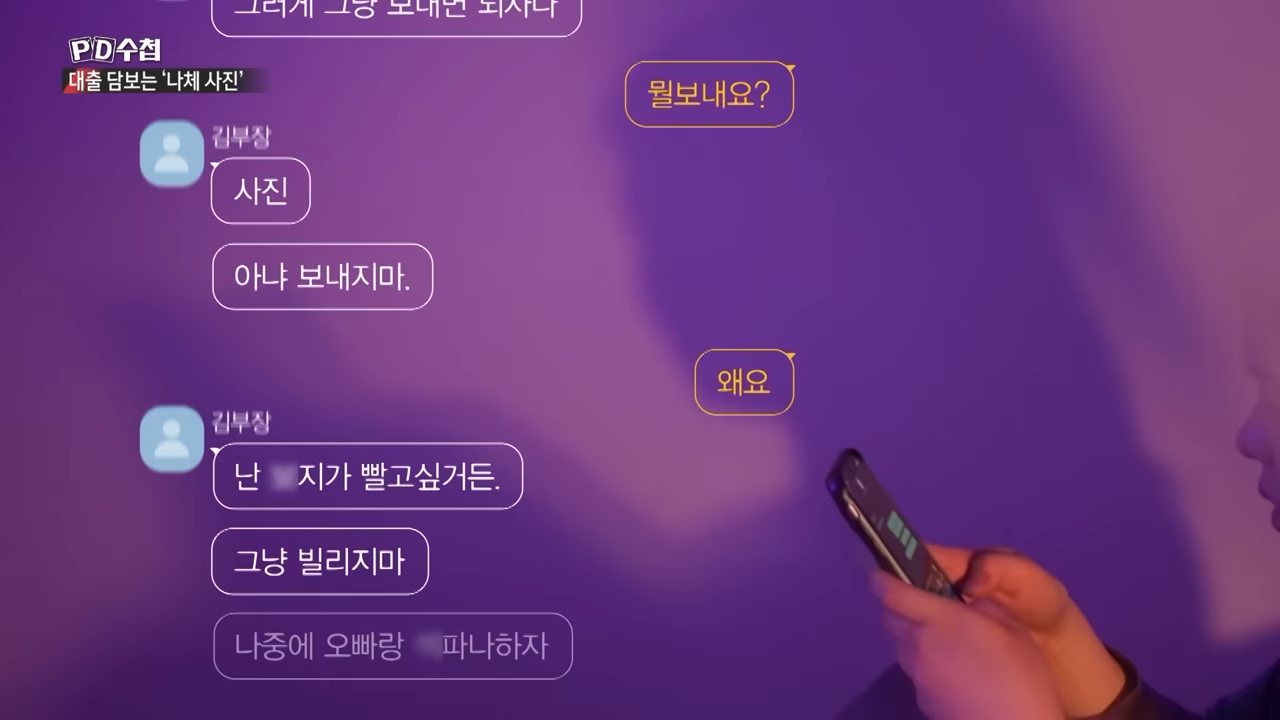 그러게 그냥 보내면 되자나
PD수첩
대출 담보는 '나체 사진'
뭘보내요?
김부장
사진
아냐 보내지마.
왜요
김부장
난 지가 빨고싶거든.
그냥 빌리지마
나중에 오빠랑 파나하자